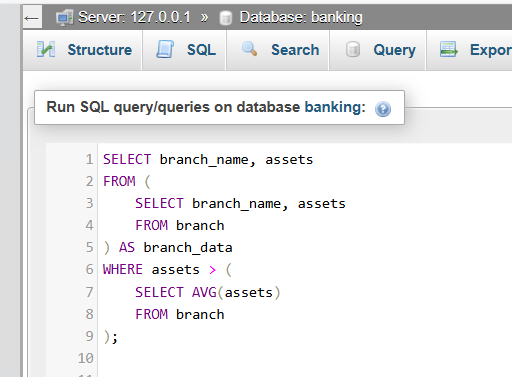 ← Server: 127.0.0.1 » Database: banking
Structure SQL Search Query Expor
Run SQL query/queries on database banking:
1 SELECT branch_name, assets
2 FROM (
3     SELECT branch_name, assets
4     FROM branch
5 ) AS branch_data
6 WHERE assets > (
7     SELECT AVG(assets)
8     FROM branch
9 );
10